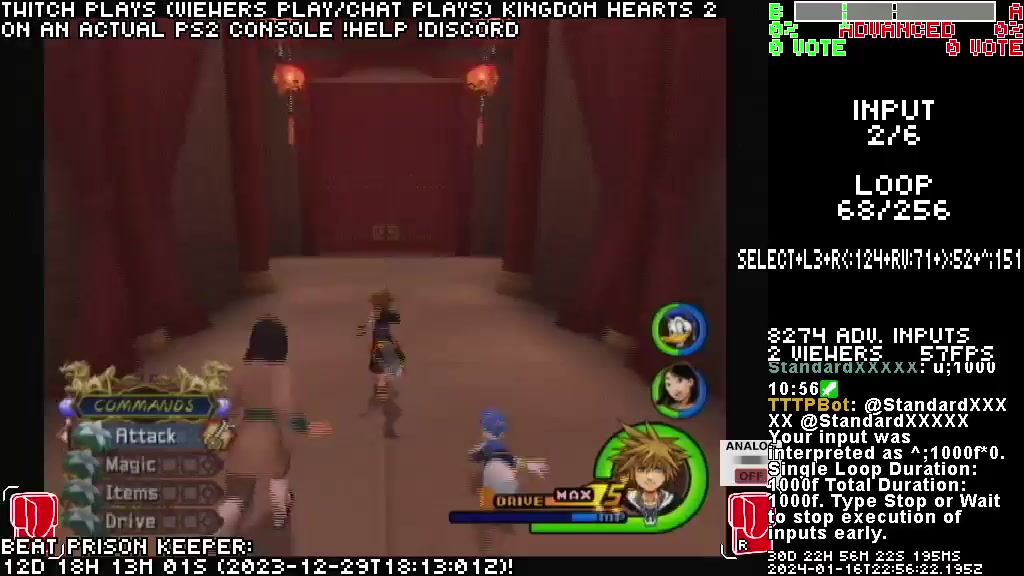 TWITCH PLAYS (VIEWERS PLAY/CHAT PLAYS) KINGDOM HEARTS 2
ON AN ACTUAL PS2 CONSOLE !HELP !DISCORD
B A
0% ADVANCED 0%
0 VOTE 0 VOTE
INPUT
2/6
LOOP
68/256
SELECT+L3+R<:124+RV:71+>:52+^:151
8274 ADV. INPUTS
2 VIEWERS 57FPS
StandardXXXXX: u;1000
10:56
TTTPBot: @StandardXXX
XX @StandardXXXXX
Your input was
interpreted as ^;1000f*0.
Single Loop Duration:
1000f Total Duration:
1000f. Type Stop or Wait
to stop execution of
inputs early.
30D 22H 56M 22S 195MS
2024-01-16T22:56:22.195Z
COMMANDS
Attack
Magic
Items
Drive
DRIVE MAX 5
MP
ANALOG
OFF
R
BEAT PRISON KEEPER:
12D 18H 13M 01S (2023-12-29T18:13:01Z)!